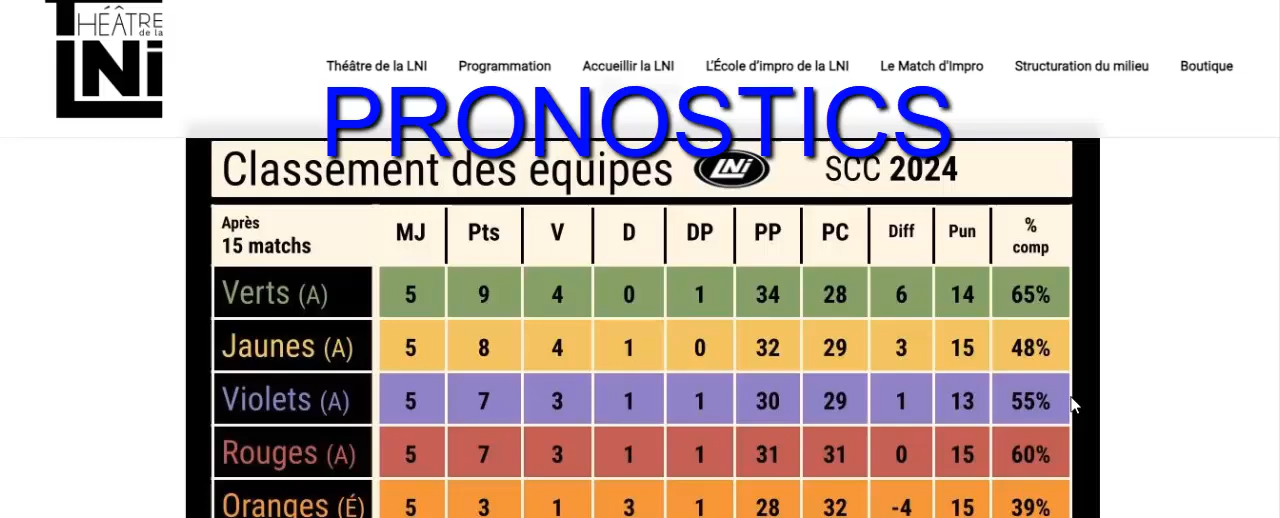 THÉÂTRE
de la
LNi
Théâtre de la LNI Programmation Accueillir la LNI L'École d'impro de la LNI Le Match d'Impro Structuration du milieu Boutique
PRONOSTICS
Classement des équipes LNi SCC 2024
Après
15 matchs MJ Pts V D DP PP PC Diff Pun %
comp
Verts (A) 5 9 4 0 1 34 28 6 14 65%
Jaunes (A) 5 8 4 1 0 32 29 3 15 48%
Violets (A) 5 7 3 1 1 30 29 1 13 55%
Rouges (A) 5 7 3 1 1 31 31 0 15 60%
Oranges (É) 5 3 1 3 1 28 32 -4 15 39%